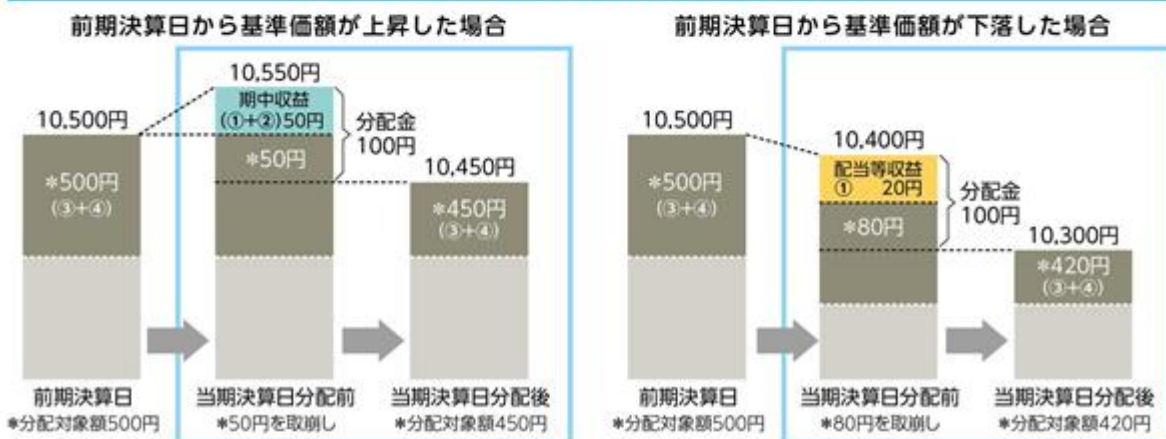 前期決算日から基準価額が上昇した場合
10,550円
10,500円
期中収益
(①+②)50円
分配金
100円
*50円
10,450円
*500円
(③+④)
*450円
(③+④)
前期決算日
当期決算日分配前
当期決算日分配後
*分配対象額500円
*50円を取崩し
*分配対象額450円
前期決算日から基準価額が下落した場合
10,500円
10,400円
配当等収益
① 20円
分配金
100円
*500円
(③+④)
*80円
10,300円
*420円
(③+④)
前期決算日
当期決算日分配前
当期決算日分配後
*分配対象額500円
*80円を取崩し
*分配対象額420円